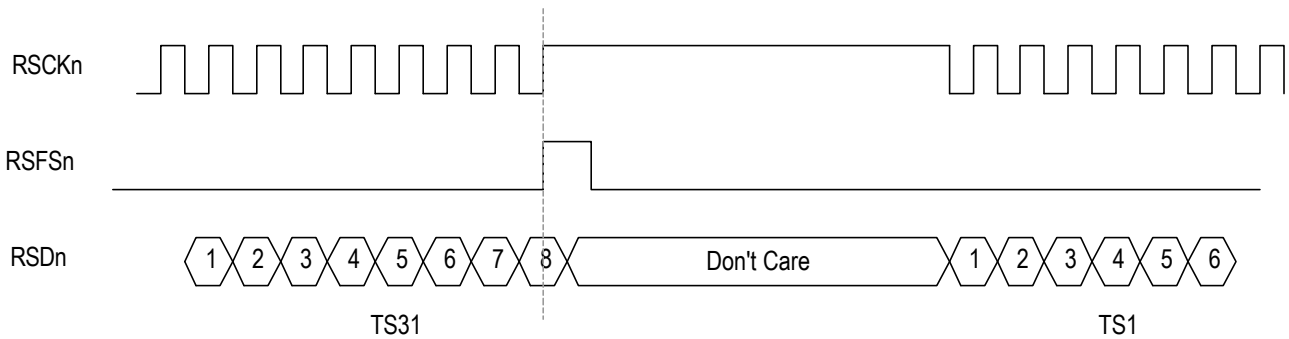 RSCKn
RSFSn
RSDn 1 2 3 4 5 6 7 8 Don't Care 1 2 3 4 5 6
TS31 TS1